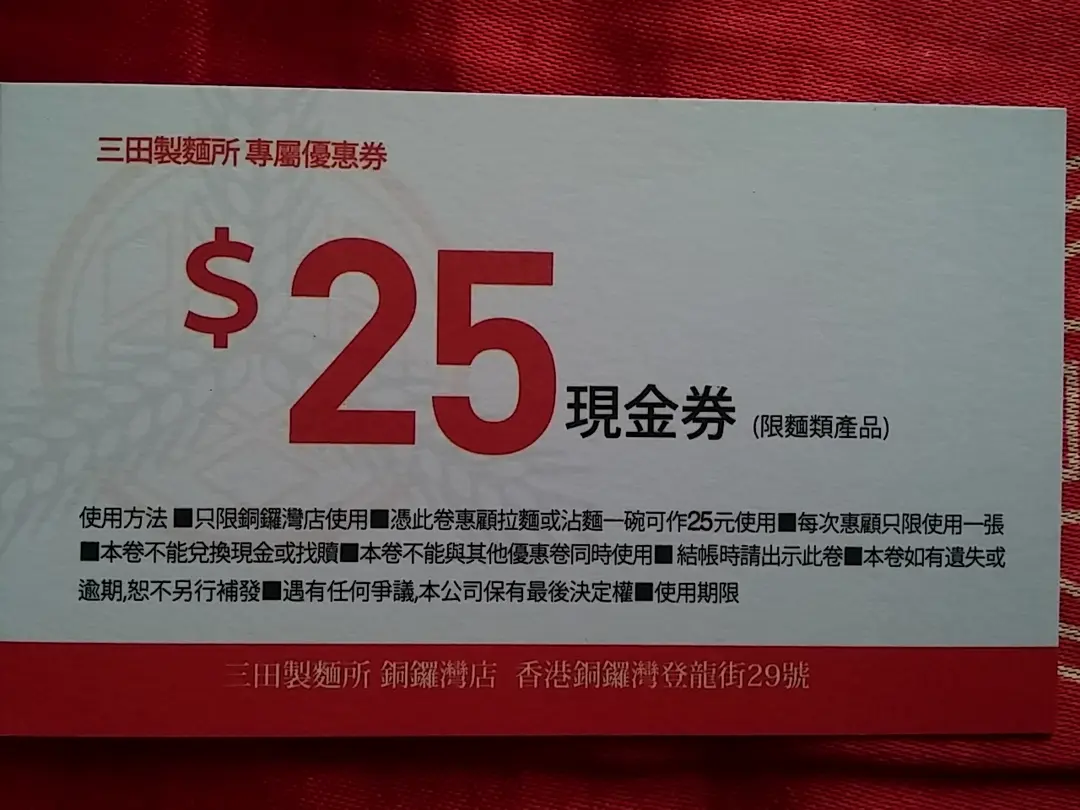 三田製麵所 專屬優惠券
$25現金券 (限麵類產品)
使用方法 ■只限銅鑼灣店使用■憑此卷惠顧拉麵或沾麵一碗可作25元使用■每次惠顧只限使用一張
■本卷不能兌換現金或找贖■本卷不能與其他優惠卷同時使用■ 結帳時請出示此卷■本卷如有遺失或
逾期,恕不另行補發■遇有任何爭議,本公司保有最後決定權■使用期限
三田製麵所 銅鑼灣店 香港銅鑼灣登龍街29號